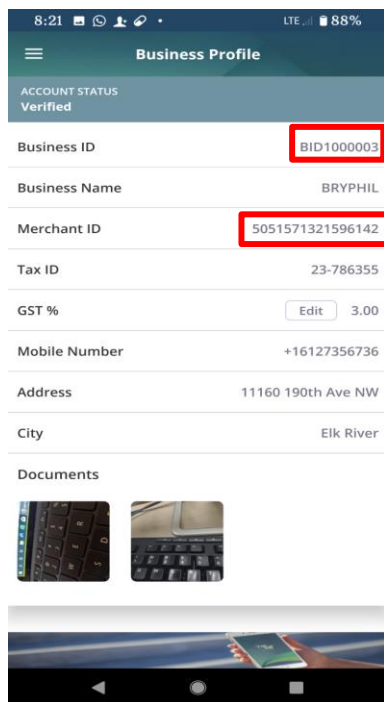 8:21 LTE 88%
Business Profile
ACCOUNT STATUS
Verified
Business ID BID1000003
Business Name BRYPHIL
Merchant ID 5051571321596142
Tax ID 23-786355
GST % Edit 3.00
Mobile Number +16127356736
Address 11160 190th Ave NW
City Elk River
Documents